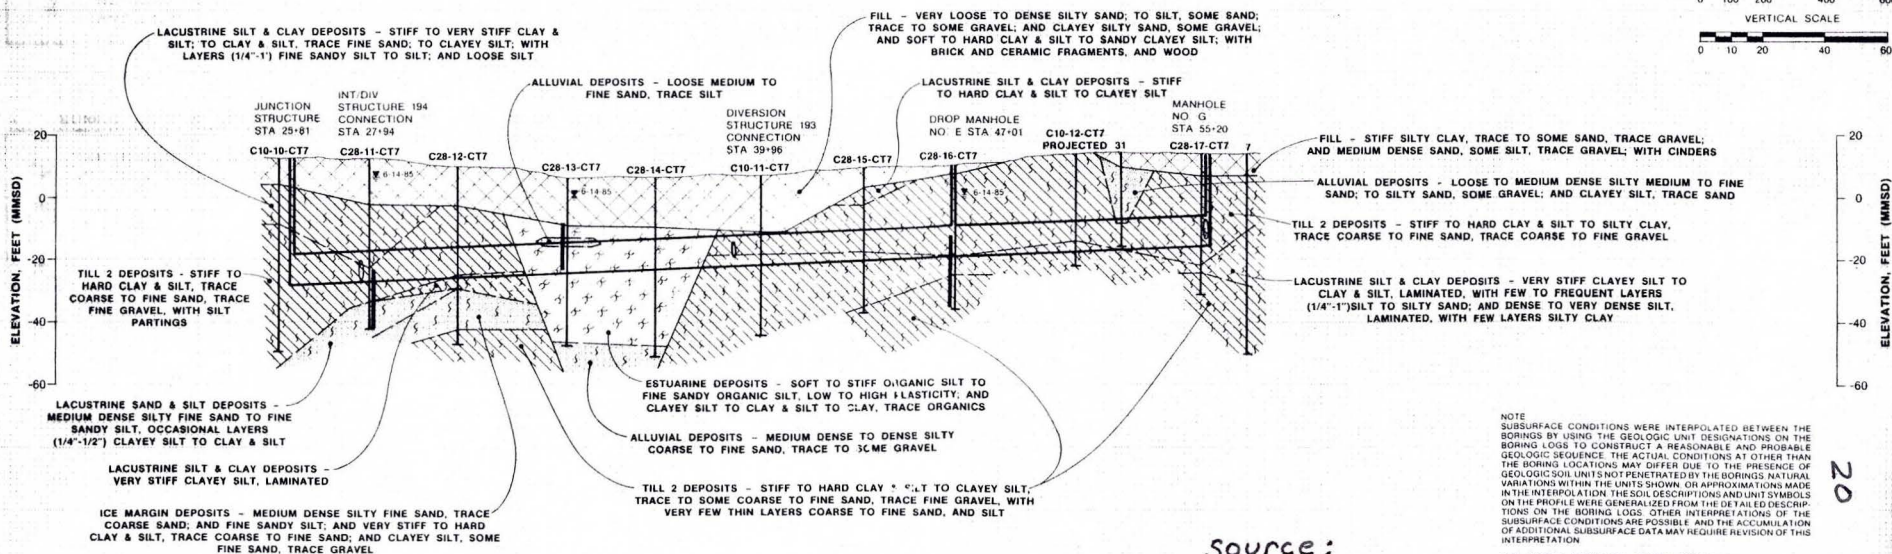 0 100 200 400 600
VERTICAL SCALE
0 10 20 40 60
LACUSTRINE SILT & CLAY DEPOSITS - STIFF TO VERY STIFF CLAY &
SILT; TO CLAY & SILT, TRACE FINE SAND; TO CLAYEY SILT; WITH
LAYERS (1/4"-1') FINE SANDY SILT TO SILT; AND LOOSE SILT
FILL - VERY LOOSE TO DENSE SILTY SAND; TO SILT, SOME SAND;
TRACE TO SOME GRAVEL; AND CLAYEY SILTY SAND, SOME GRAVEL;
AND SOFT TO HARD CLAY & SILT TO SANDY CLAYEY SILT; WITH
BRICK AND CERAMIC FRAGMENTS, AND WOOD
ALLUVIAL DEPOSITS - LOOSE MEDIUM TO
FINE SAND, TRACE SILT
LACUSTRINE SILT & CLAY DEPOSITS - STIFF
TO HARD CLAY & SILT TO CLAYEY SILT
JUNCTION
STRUCTURE
STA 25+81
INT/DIV
STRUCTURE 194
CONNECTION
STA 27+94
DIVERSION
STRUCTURE 193
CONNECTION
STA 39+96
DROP MANHOLE
NO. E STA 47+01
MANHOLE
NO. G
STA 55+20
C10-10-CT7
C28-11-CT7
C28-12-CT7
C28-13-CT7
C28-14-CT7
C10-11-CT7
C28-15-CT7
C28-16-CT7
C10-12-CT7
PROJECTED
31
C28-17-CT7
7
6-14-85
6-14-85
6-14-85
ELEVATION, FEET (MMSD)
20
0
-20
-40
-60
20
0
-20
-40
-60
ELEVATION, FEET (MMSD)
FILL - STIFF SILTY CLAY, TRACE TO SOME SAND, TRACE GRAVEL;
AND MEDIUM DENSE SAND, SOME SILT, TRACE GRAVEL; WITH CINDERS
ALLUVIAL DEPOSITS - LOOSE TO MEDIUM DENSE SILTY MEDIUM TO FINE
SAND; TO SILTY SAND, SOME GRAVEL; AND CLAYEY SILT, TRACE SAND
TILL 2 DEPOSITS - STIFF TO HARD CLAY & SILT TO SILTY CLAY,
TRACE COARSE TO FINE SAND, TRACE COARSE TO FINE GRAVEL
LACUSTRINE SILT & CLAY DEPOSITS - VERY STIFF CLAYEY SILT TO
CLAY & SILT, LAMINATED, WITH FEW TO FREQUENT LAYERS
(1/4"-1")SILT TO SILTY SAND; AND DENSE TO VERY DENSE SILT,
LAMINATED, WITH FEW LAYERS SILTY CLAY
TILL 2 DEPOSITS - STIFF TO
HARD CLAY & SILT, TRACE
COARSE TO FINE SAND, TRACE
FINE GRAVEL, WITH SILT
PARTINGS
LACUSTRINE SAND & SILT DEPOSITS -
MEDIUM DENSE SILTY FINE SAND TO FINE
SANDY SILT, OCCASIONAL LAYERS
(1/4"-1/2") CLAYEY SILT TO CLAY & SILT
LACUSTRINE SILT & CLAY DEPOSITS -
VERY STIFF CLAYEY SILT, LAMINATED
ICE MARGIN DEPOSITS - MEDIUM DENSE SILTY FINE SAND, TRACE
COARSE SAND; AND FINE SANDY SILT; AND VERY STIFF TO HARD
CLAY & SILT, TRACE COARSE TO FINE SAND; AND CLAYEY SILT, SOME
FINE SAND, TRACE GRAVEL
ESTUARINE DEPOSITS - SOFT TO STIFF ORGANIC SILT TO
FINE SANDY ORGANIC SILT, LOW TO HIGH PLASTICITY; AND
CLAYEY SILT TO CLAY & SILT TO CLAY, TRACE ORGANICS
ALLUVIAL DEPOSITS - MEDIUM DENSE TO DENSE SILTY
COARSE TO FINE SAND, TRACE TO SOME GRAVEL
TILL 2 DEPOSITS - STIFF TO HARD CLAY & SILT TO CLAYEY SILT,
TRACE TO SOME COARSE TO FINE SAND, TRACE FINE GRAVEL, WITH
VERY FEW THIN LAYERS COARSE TO FINE SAND, AND SILT
NOTE
SUBSURFACE CONDITIONS WERE INTERPOLATED BETWEEN THE
BORINGS BY USING THE GEOLOGIC UNIT DESIGNATIONS ON THE
BORING LOGS TO CONSTRUCT A REASONABLE AND PROBABLE
GEOLOGIC SEQUENCE. THE ACTUAL CONDITIONS AT OTHER THAN
THE BORING LOCATIONS MAY DIFFER DUE TO THE PRESENCE OF
GEOLOGIC SOIL UNITS NOT PENETRATED BY THE BORINGS, NATURAL
VARIATIONS WITHIN THE UNITS SHOWN, OR APPROXIMATIONS MADE
IN THE INTERPOLATION. THE SOIL DESCRIPTIONS AND UNIT SYMBOLS
ON THE PROFILE WERE GENERALIZED FROM THE DETAILED DESCRIP-
TIONS ON THE BORING LOGS. OTHER INTERPRETATIONS OF THE
SUBSURFACE CONDITIONS ARE POSSIBLE AND THE ACCUMULATION
OF ADDITIONAL SUBSURFACE DATA MAY REQUIRE REVISION OF THIS
INTERPRETATION
20
Source: